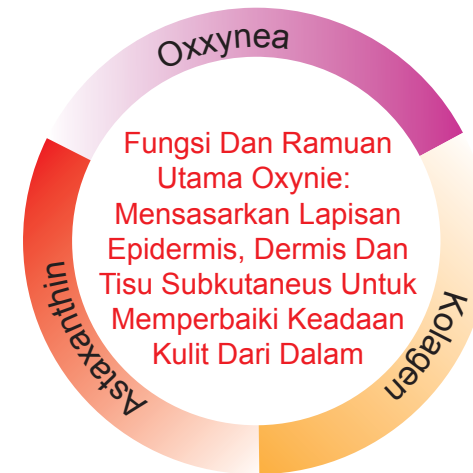 Oxxynea
Fungsi Dan Ramuan
Utama Oxynie:
Mensasarkan Lapisan
Epidermis, Dermis Dan
Tisu Subkutaneus Untuk
Memperbaiki Keadaan
Kulit Dari Dalam
Astaxanthin
Kolagen